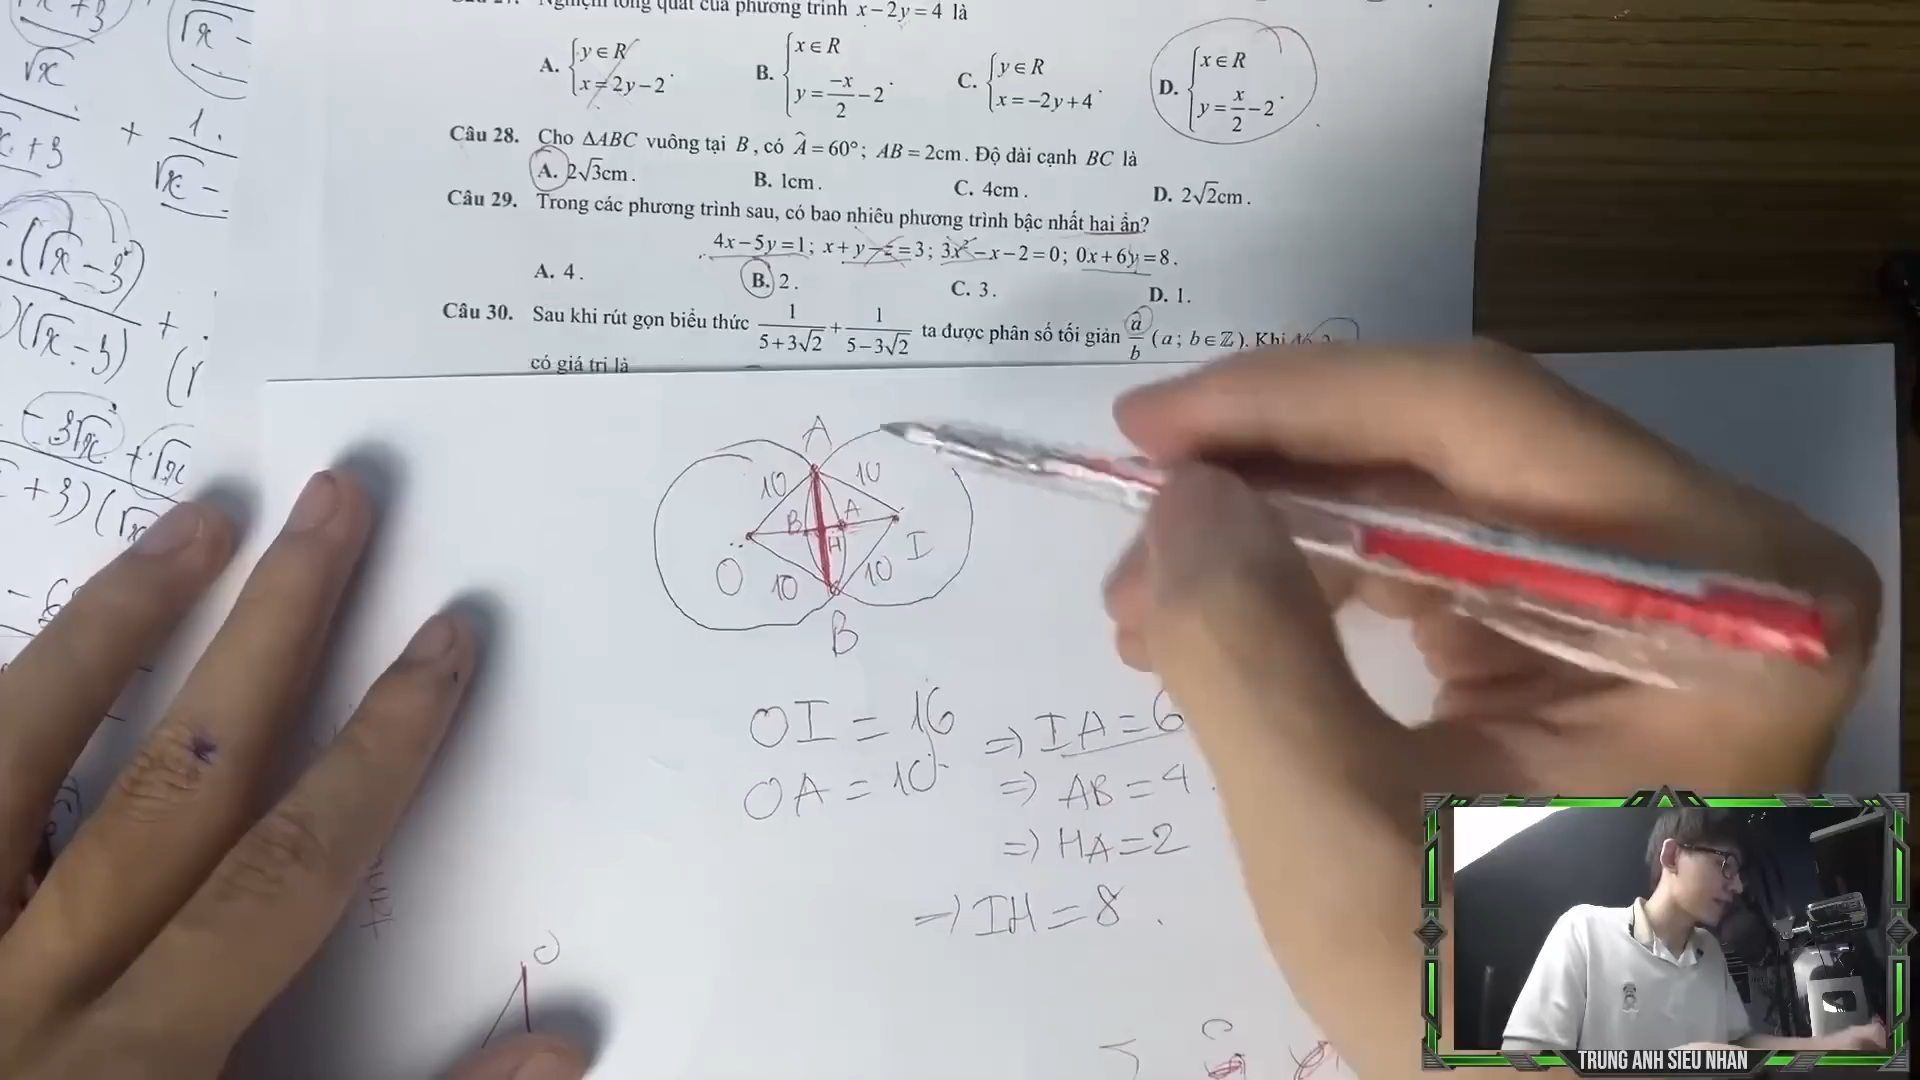 Nghiệm tổng quát của phương trình x − 2y = 4 là
A. {y ∈ R x = 2y − 2.
B. {x ∈ R y = −x/2 − 2.
C. {y ∈ R x = −2y + 4.
D. {x ∈ R y = x/2 − 2.
Câu 28. Cho ΔABC vuông tại B, có Â = 60°; AB = 2cm. Độ dài cạnh BC là
A. 2√3cm. B. 1cm. C. 4cm. D. 2√2cm.
Câu 29. Trong các phương trình sau, có bao nhiêu phương trình bậc nhất hai ẩn?
4x − 5y = 1; x + y − z = 3; 3x² − x − 2 = 0; 0x + 6y = 8.
A. 4. B. 2. C. 3. D. 1.
Câu 30. Sau khi rút gọn biểu thức 1/(5+3√2) + 1/(5−3√2) ta được phân số tối giản a/b (a; b ∈ ℤ). Khi đó
có giá trị là
A
10 10
B A
H
O I
10 10
B
OI = 16 => IA = 6
OA = 10 => AB = 4
=> HA = 2
=> IH = 8
O
TRUNG ANH SIEU NHAN